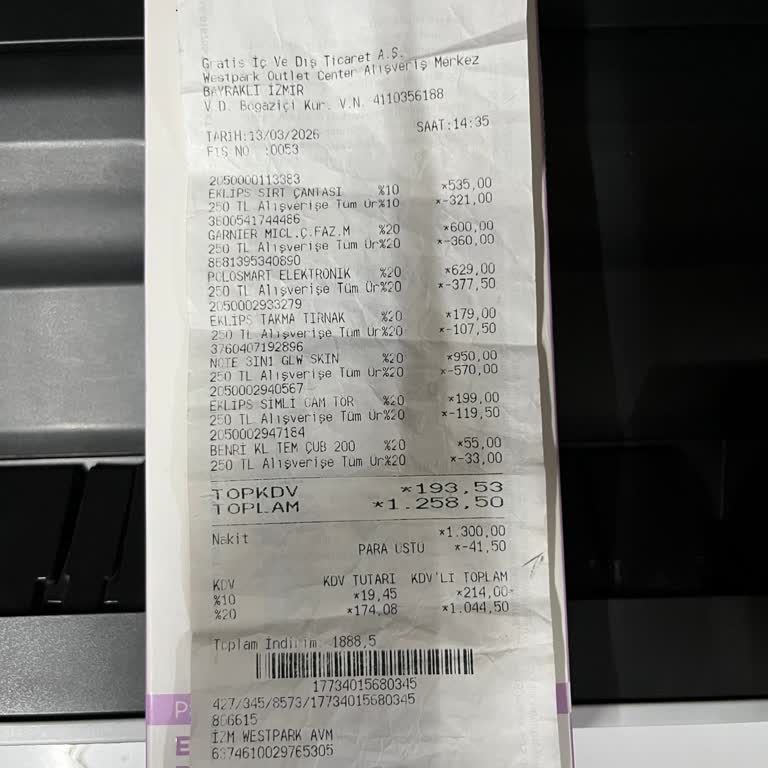 Gratis İç Ve Dış Ticaret A.Ş.
Westpark Outlet Center Alışveriş Merkez
BAYRAKLI İZMİR
V.D. Bogaziçi Kur. V.N. 4110356188
TARİH:13/03/2026 SAAT:14:35
FİŞ NO :0053
2050000113383
EKLIPS SIRT ÇANTASI %10 *535,00
250 TL Alışverişe Tüm Ür%10 *-321,00
3600541744486
GARNIER MICL.Ç.FAZ.M %20 *600,00
250 TL Alışverişe Tüm Ür%20 *-360,00
8681395340890
POLOSMART ELEKTRONIK %20 *629,00
250 TL Alışverişe Tüm Ür%20 *-377,50
2050002933279
EKLIPS TAKMA TIRNAK %20 *179,00
250 TL Alışverişe Tüm Ür%20 *-107,50
3760407192896
NOTE 3IN1 GLW SKIN %20 *950,00
250 TL Alışverişe Tüm Ür%20 *-570,00
2050002940567
EKLIPS SİMLİ CAM TÖR %20 *199,00
250 TL Alışverişe Tüm Ür%20 *-119,50
2050002947184
BENRİ KL TEM ÇUB 200 %20 *55,00
250 TL Alışverişe Tüm Ür%20 *-33,00
TOPKDV *193,53
TOPLAM *1.258,50
Nakit *1.300,00
PARA ÜSTÜ *-41,50
KDV KDV TUTARI KDV'Lİ TOPLAM
%10 *19,45 *214,00
%20 *174,08 *1.044,50
Toplam İndirim 1888,5
17734015680345
427/345/8573/17734015680345
866615
İZM WESTPARK AVM
6374610029765305